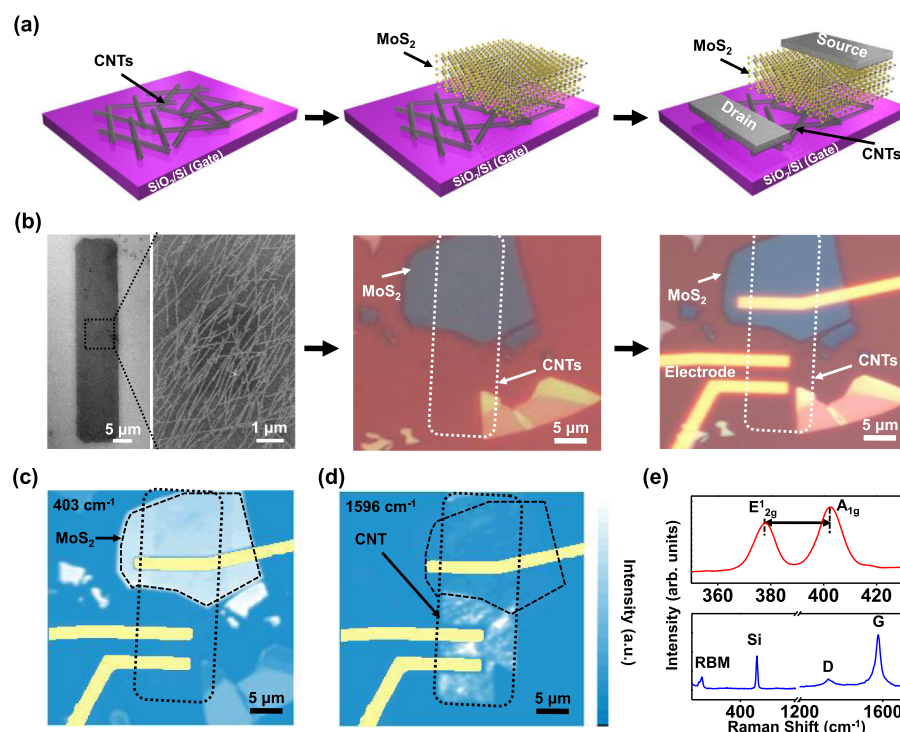 (a)
CNTs
SiO2/Si (Gate)
MoS2
SiO2/Si (Gate)
MoS2
Source
Drain
CNTs
SiO2/Si (Gate)
(b)
5 µm
1 µm
MoS2
CNTs
5 µm
MoS2
Electrode
CNTs
5 µm
(c)
403 cm-1
MoS2
5 µm
(d)
1596 cm-1
CNT
5 µm
Intensity (a.u.)
(e)
Intensity (arb. units)
E12g
A1g
350 360 380 400 420
RBM
Si
D
G
400 1200 1600
Raman Shift (cm-1)